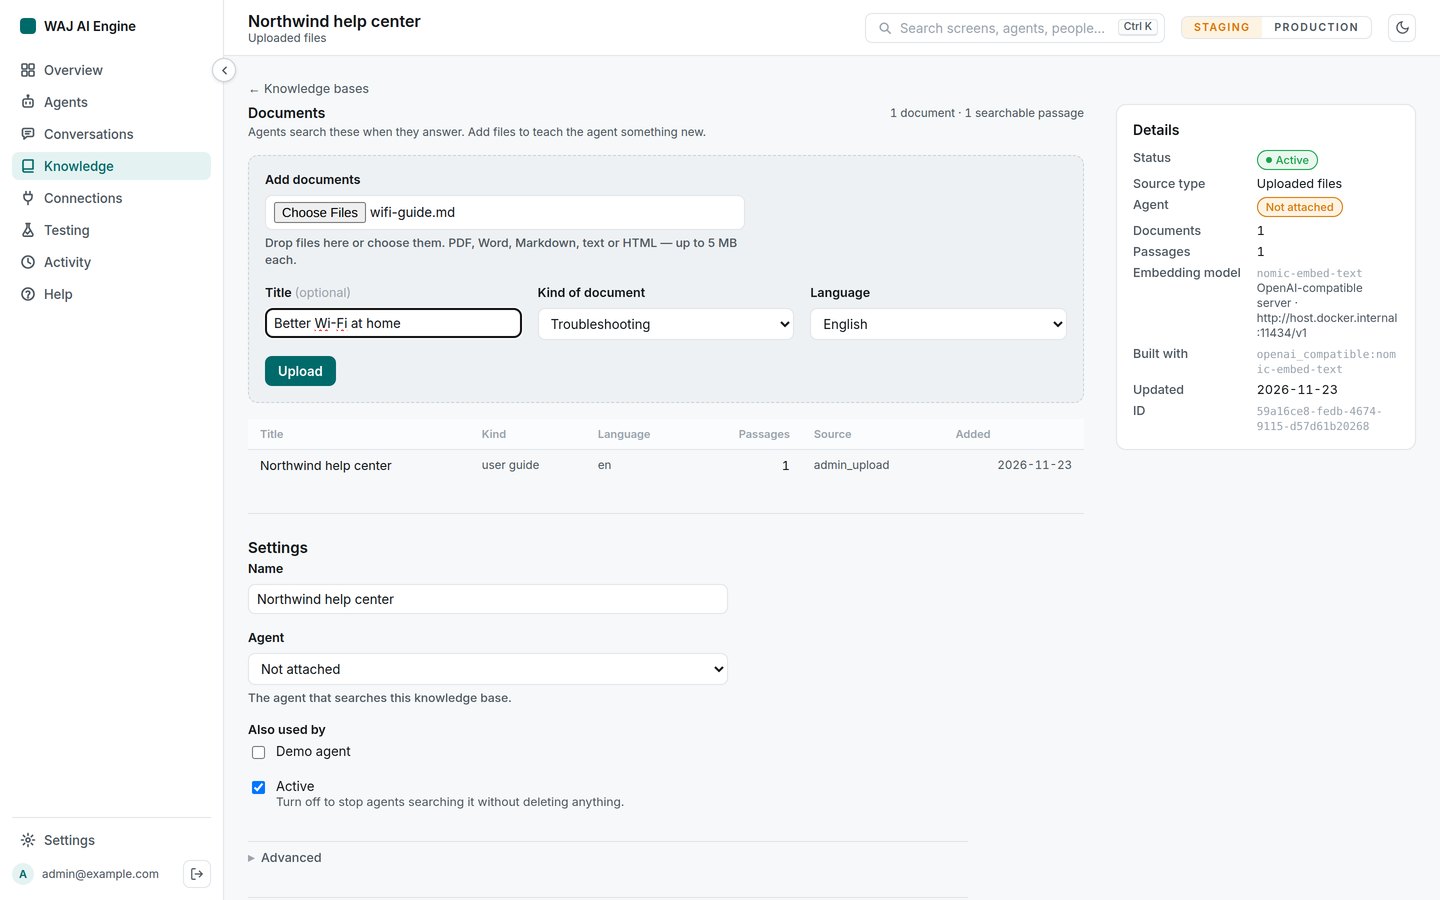 WAJ AI Engine
Overview
Agents
Conversations
Knowledge
Connections
Testing
Activity
Help
Settings
A admin@example.com
Northwind help center
Uploaded files
Search screens, agents, people... Ctrl K
STAGING PRODUCTION
← Knowledge bases
Documents 1 document · 1 searchable passage
Agents search these when they answer. Add files to teach the agent something new.
Add documents
Choose Files wifi-guide.md
Drop files here or choose them. PDF, Word, Markdown, text or HTML — up to 5 MB
each.
Title (optional) Kind of document Language
Better Wi-Fi at home Troubleshooting English
Upload
Title Kind Language Passages Source Added
Northwind help center user guide en 1 admin_upload 2026-11-23
Settings
Name
Northwind help center
Agent
Not attached
The agent that searches this knowledge base.
Also used by
Demo agent
Active
Turn off to stop agents searching it without deleting anything.
Advanced
Details
Status Active
Source type Uploaded files
Agent Not attached
Documents 1
Passages 1
Embedding model nomic-embed-text
OpenAI-compatible
server ·
http://host.docker.internal
:11434/v1
Built with openai_compatible:nom
ic-embed-text
Updated 2026-11-23
ID 59a16ce8-fedb-4674-
9115-d57d61b20268